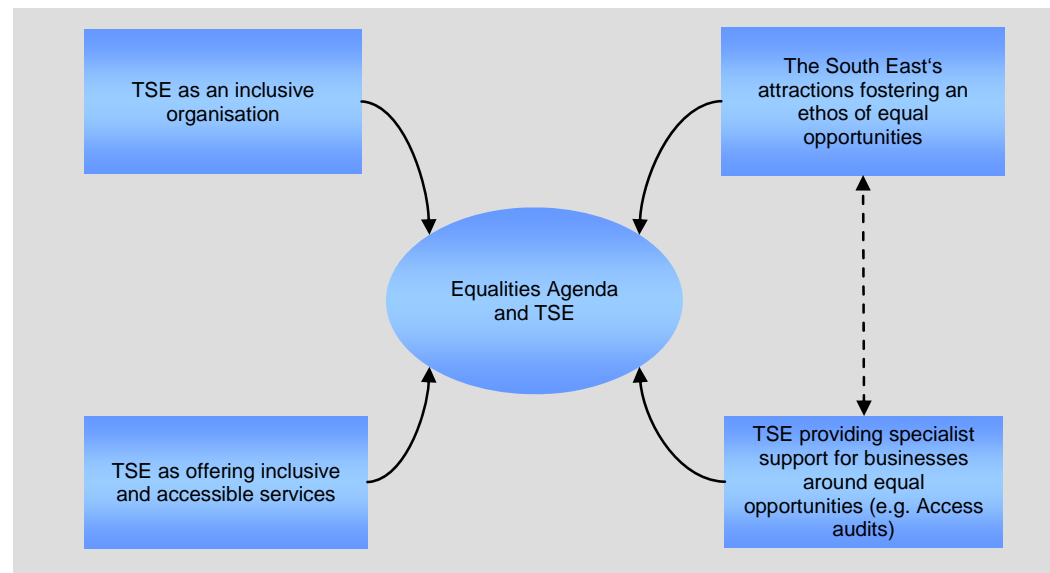 TSE as an inclusive
organisation
The South East‘s
attractions fostering an
ethos of equal
opportunities
Equalities Agenda
and TSE
TSE as offering inclusive
and accessible services
TSE providing specialist
support for businesses
around equal
opportunities (e.g. Access
audits)